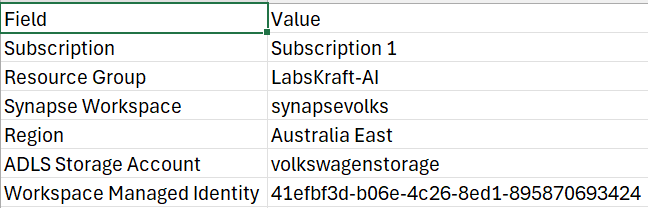 Field Value
Subscription Subscription 1
Resource Group LabsKraft-AI
Synapse Workspace synapsevolks
Region Australia East
ADLS Storage Account volkswagenstorage
Workspace Managed Identity 41efbf3d-b06e-4c26-8ed1-895870693424